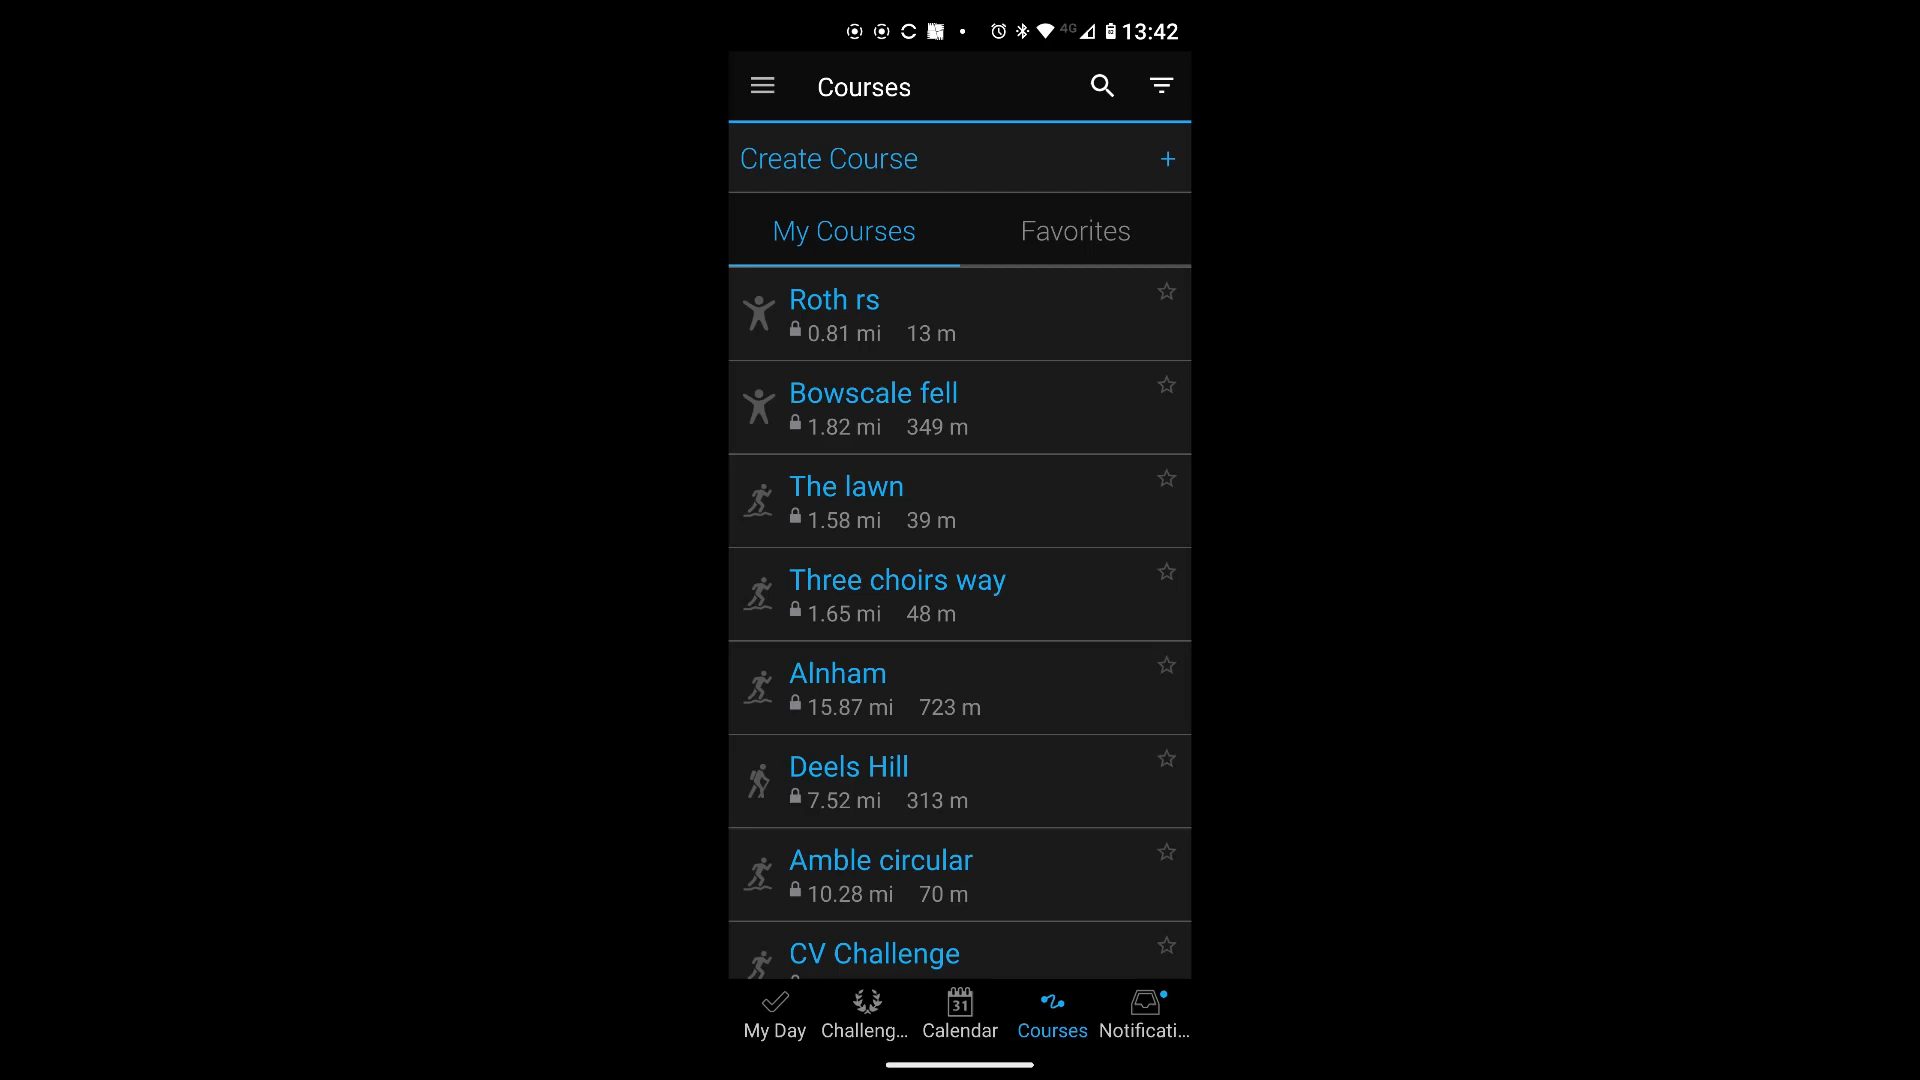 4G 13:42
Courses
Create Course +
My Courses Favorites
Roth rs
0.81 mi 13 m
Bowscale fell
1.82 mi 349 m
The lawn
1.58 mi 39 m
Three choirs way
1.65 mi 48 m
Alnham
15.87 mi 723 m
Deels Hill
7.52 mi 313 m
Amble circular
10.28 mi 70 m
CV Challenge
31
My Day Challeng... Calendar Courses Notificati...